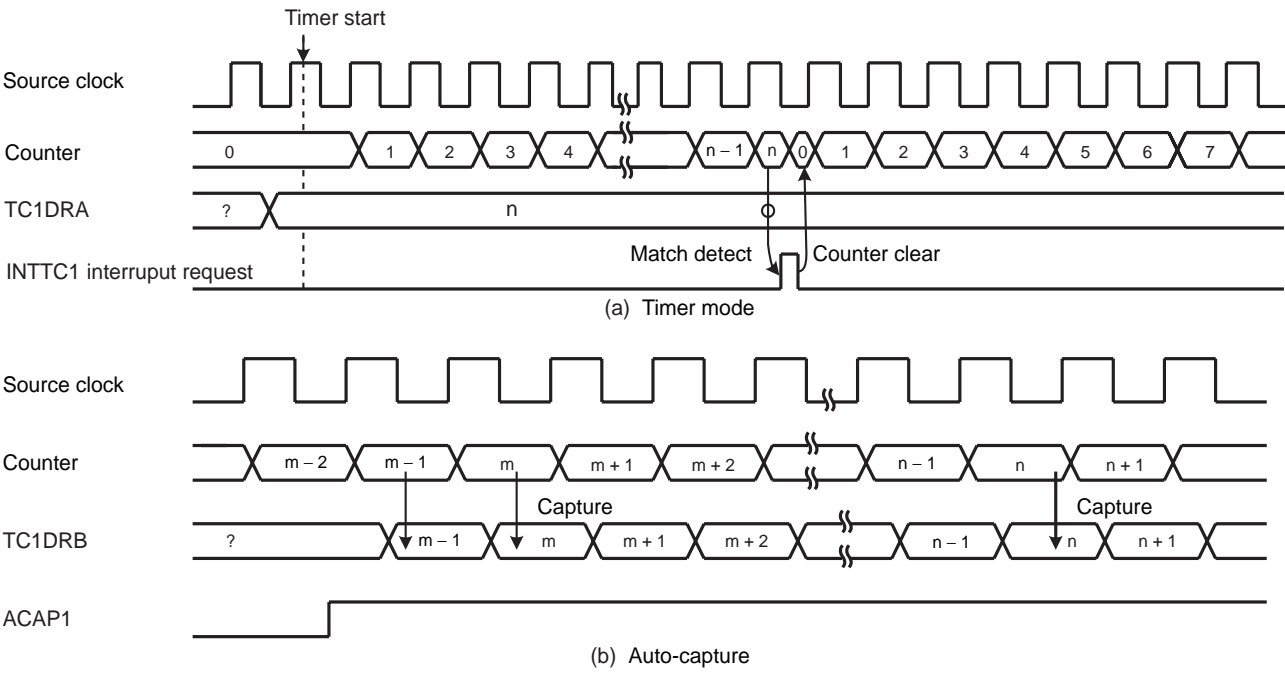 Timer start
Source clock
Counter 0 1 2 3 4 n – 1 n 0 1 2 3 4 5 6 7
TC1DRA ? n
Match detect Counter clear
INTTC1 interruput request
(a) Timer mode
Source clock
Counter m – 2 m – 1 m m + 1 m + 2 n – 1 n n + 1
Capture Capture
TC1DRB ? m – 1 m m + 1 m + 2 n – 1 n n + 1
ACAP1
(b) Auto-capture